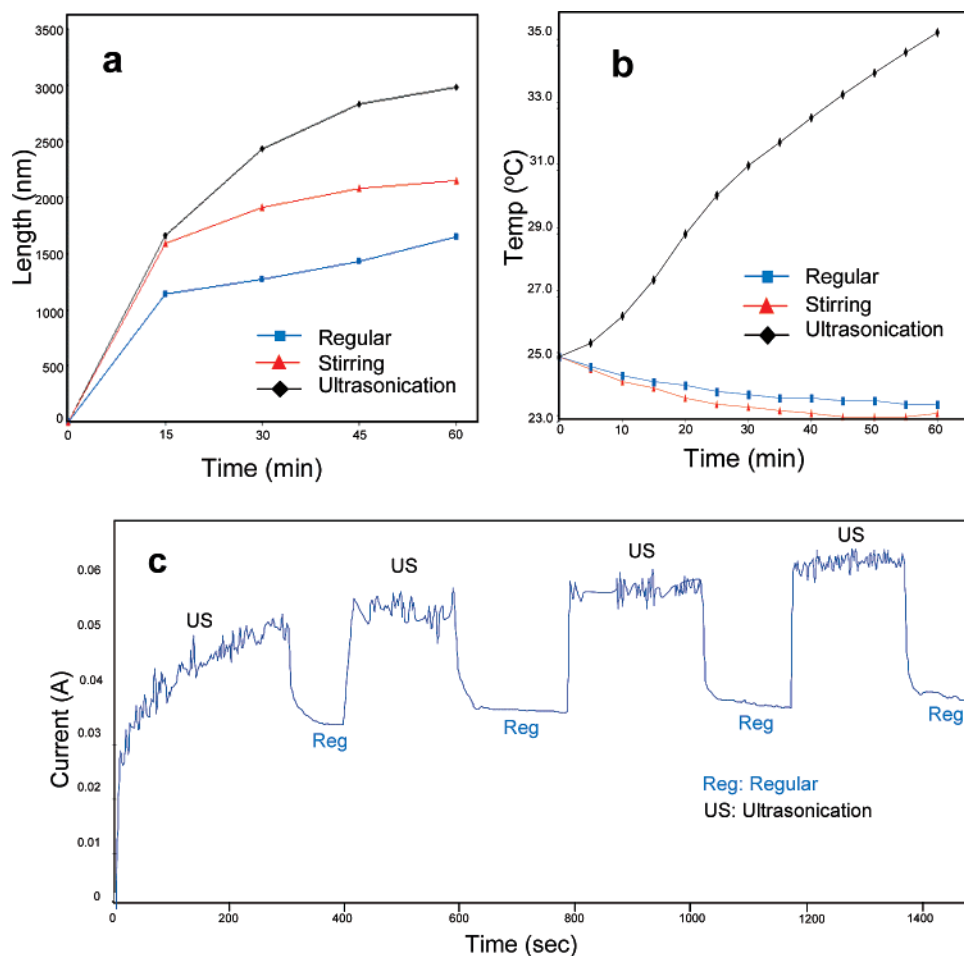 a
3500
3000
2500
2000
1500
1000
500
0
Length (nm)
Regular
Stirring
Ultrasonication
0 15 30 45 60
Time (min)
b
35.0
33.0
31.0
29.0
27.0
25.0
23.0
Temp (ºC)
Regular
Stirring
Ultrasonication
0 10 20 30 40 50 60
Time (min)
c
US US US US
0.06
0.05
0.04
0.03
0.02
0.01
0
Current (A)
Reg Reg Reg Reg
Reg: Regular
US: Ultrasonication
0 200 400 600 800 1000 1200 1400
Time (sec)